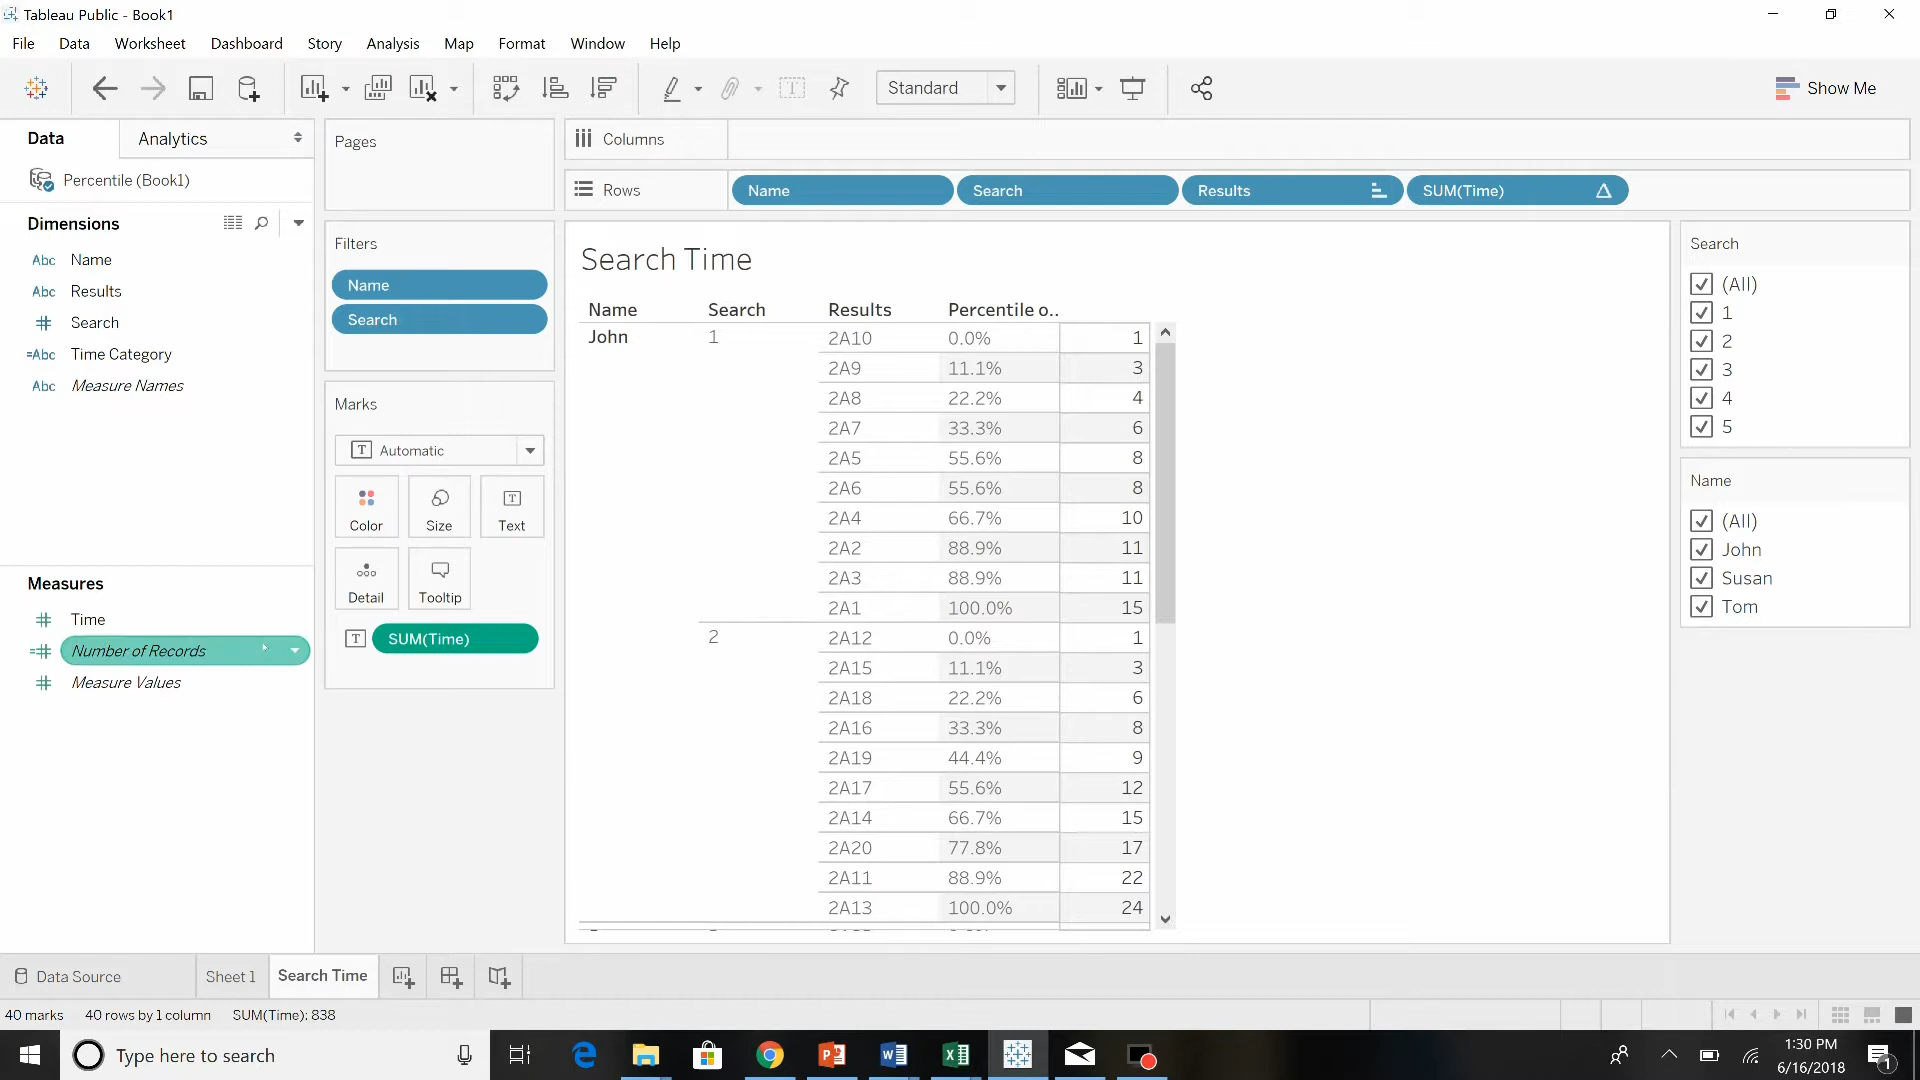 Tableau Public - Book1
File Data Worksheet Dashboard Story Analysis Map Format Window Help
Standard
Show Me
Data Analytics
Percentile (Book1)
Dimensions
Abc Name
Abc Results
# Search
=Abc Time Category
Abc Measure Names
Measures
# Time
=# Number of Records
# Measure Values
Pages
Filters
Name
Search
Marks
T Automatic
Color Size Text
Detail Tooltip
T SUM(Time)
Columns
Rows Name Search Results SUM(Time)
Search Time
Name Search Results Percentile o..
John 1 2A10 0.0% 1
2A9 11.1% 3
2A8 22.2% 4
2A7 33.3% 6
2A5 55.6% 8
2A6 55.6% 8
2A4 66.7% 10
2A2 88.9% 11
2A3 88.9% 11
2A1 100.0% 15
2 2A12 0.0% 1
2A15 11.1% 3
2A18 22.2% 6
2A16 33.3% 8
2A19 44.4% 9
2A17 55.6% 12
2A14 66.7% 15
2A20 77.8% 17
2A11 88.9% 22
2A13 100.0% 24
Search
(All)
1
2
3
4
5
Name
(All)
John
Susan
Tom
Data Source Sheet 1 Search Time
40 marks 40 rows by 1 column SUM(Time): 838
Type here to search
1:30 PM
6/16/2018
1